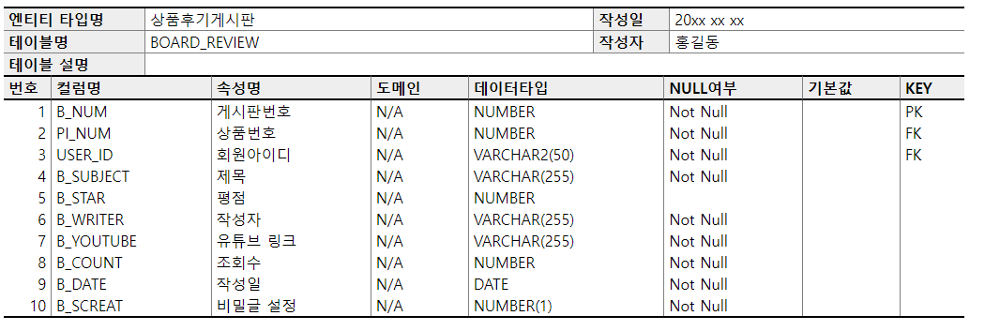 엔티티 타입명 상품후기게시판 작성일 20xx xx xx
테이블명 BOARD_REVIEW 작성자 홍길동
테이블 설명
번호 컬럼명 속성명 도메인 데이터타입 NULL여부 기본값 KEY
1 B_NUM 게시판번호 N/A NUMBER Not Null PK
2 PI_NUM 상품번호 N/A NUMBER Not Null FK
3 USER_ID 회원아이디 N/A VARCHAR2(50) Not Null FK
4 B_SUBJECT 제목 N/A VARCHAR(255) Not Null
5 B_STAR 평점 N/A NUMBER
6 B_WRITER 작성자 N/A VARCHAR(255) Not Null
7 B_YOUTUBE 유튜브 링크 N/A VARCHAR(255) Not Null
8 B_COUNT 조회수 N/A NUMBER Not Null
9 B_DATE 작성일 N/A DATE Not Null
10 B_SCREAT 비밀글 설정 N/A NUMBER(1) Not Null